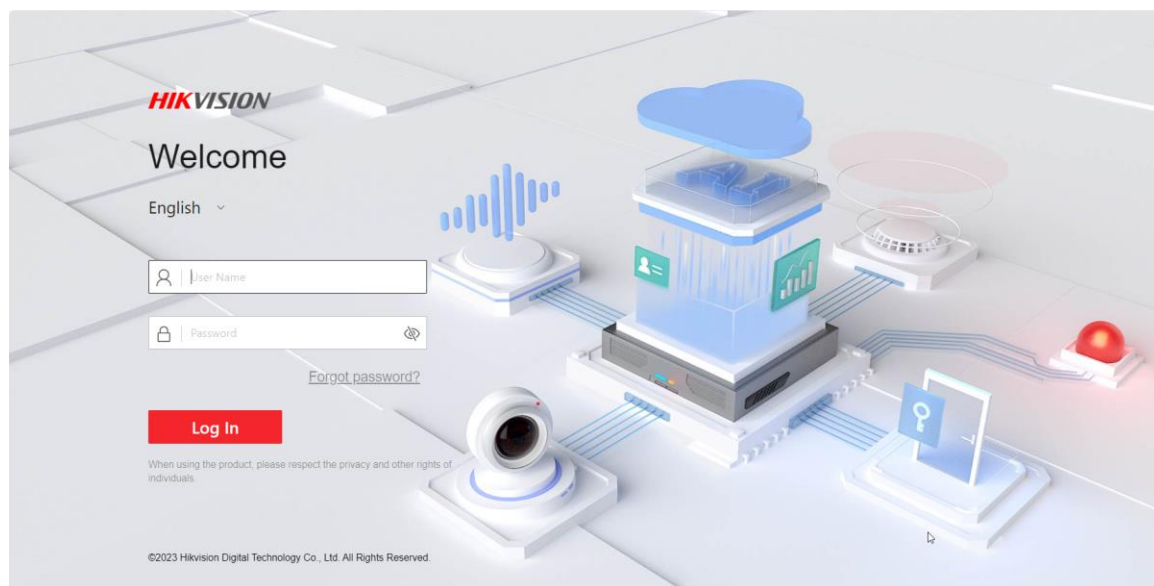 HIKVISION
Welcome
English
User Name
Password
Forgot password?
Log In
When using the product, please respect the privacy and other rights of
individuals
©2023 Hikvision Digital Technology Co., Ltd. All Rights Reserved.